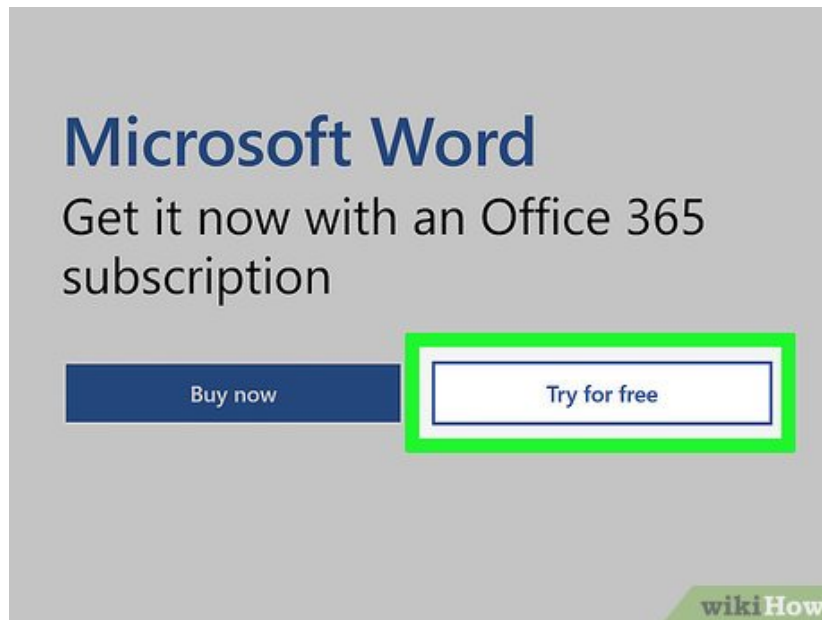 Microsoft Word
Get it now with an Office 365
subscription
Buy now
Try for free
wikiHow